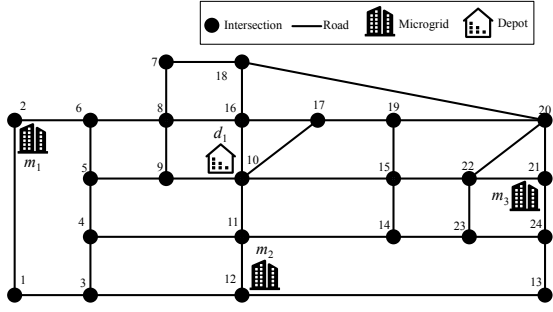 Intersection Road Microgrid Depot
7 18
2 6 8 16 17 19 20
m₁ d₁
5 9 10 15 22 21
m₃
4 11 14 23 24
m₂
1 3 12 13